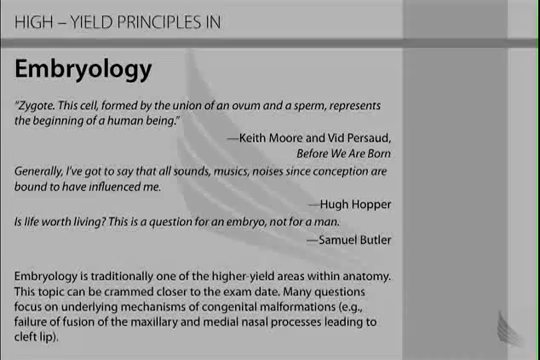 HIGH – YIELD PRINCIPLES IN
Embryology
"Zygote. This cell, formed by the union of an ovum and a sperm, represents
the beginning of a human being."
—Keith Moore and Vid Persaud,
Before We Are Born
Generally, I've got to say that all sounds, musics, noises since conception are
bound to have influenced me.
—Hugh Hopper
Is life worth living? This is a question for an embryo, not for a man.
—Samuel Butler
Embryology is traditionally one of the higher-yield areas within anatomy.
This topic can be crammed closer to the exam date. Many questions
focus on underlying mechanisms of congenital malformations (e.g.,
failure of fusion of the maxillary and medial nasal processes leading to
cleft lip).